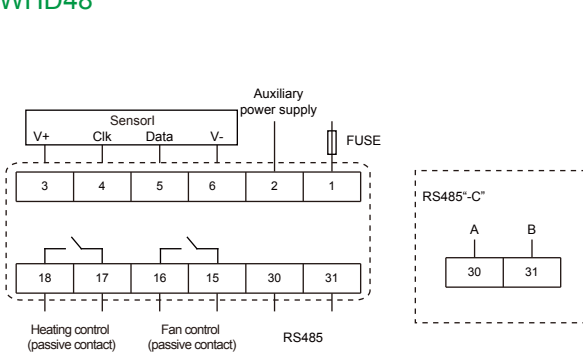 WHD48
Auxiliary
power supply
SensorI
V+ Clk Data V-
FUSE
3 4 5 6 2 1
RS485"-C"
A B
30 31
18 17 16 15 30 31
Heating control
(passive contact)
Fan control
(passive contact)
RS485